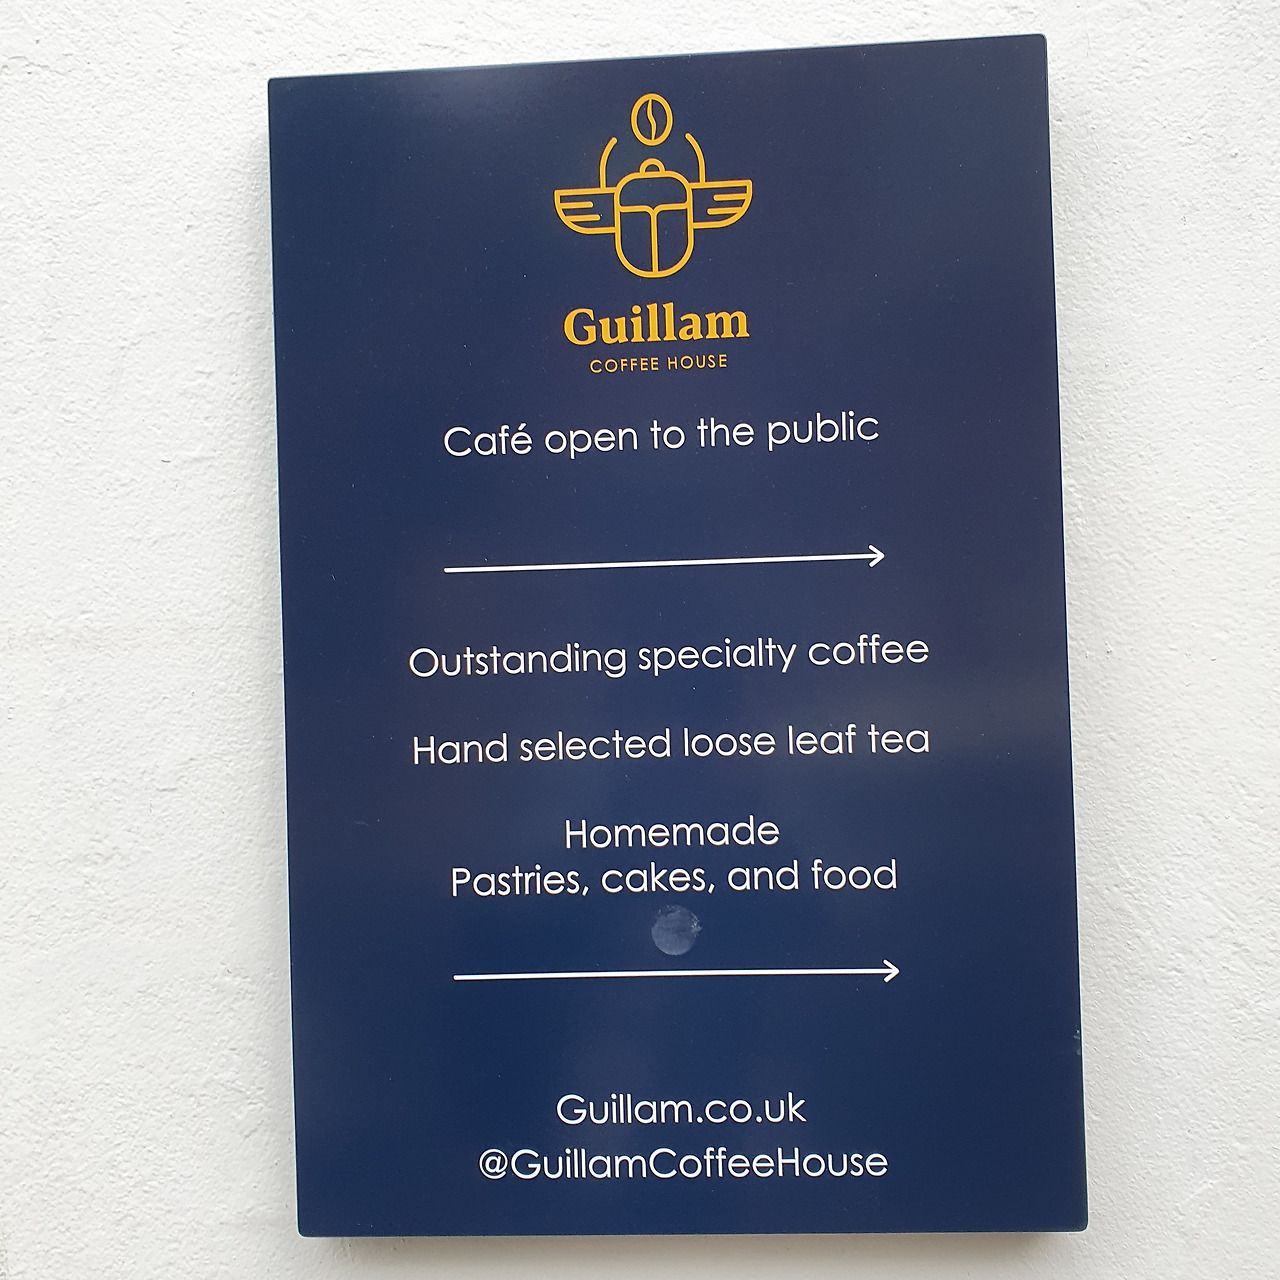 Guillam
COFFEE HOUSE
Café open to the public
Outstanding specialty coffee
Hand selected loose leaf tea
Homemade
Pastries, cakes, and food
Guillam.co.uk
@GuillamCoffeeHouse